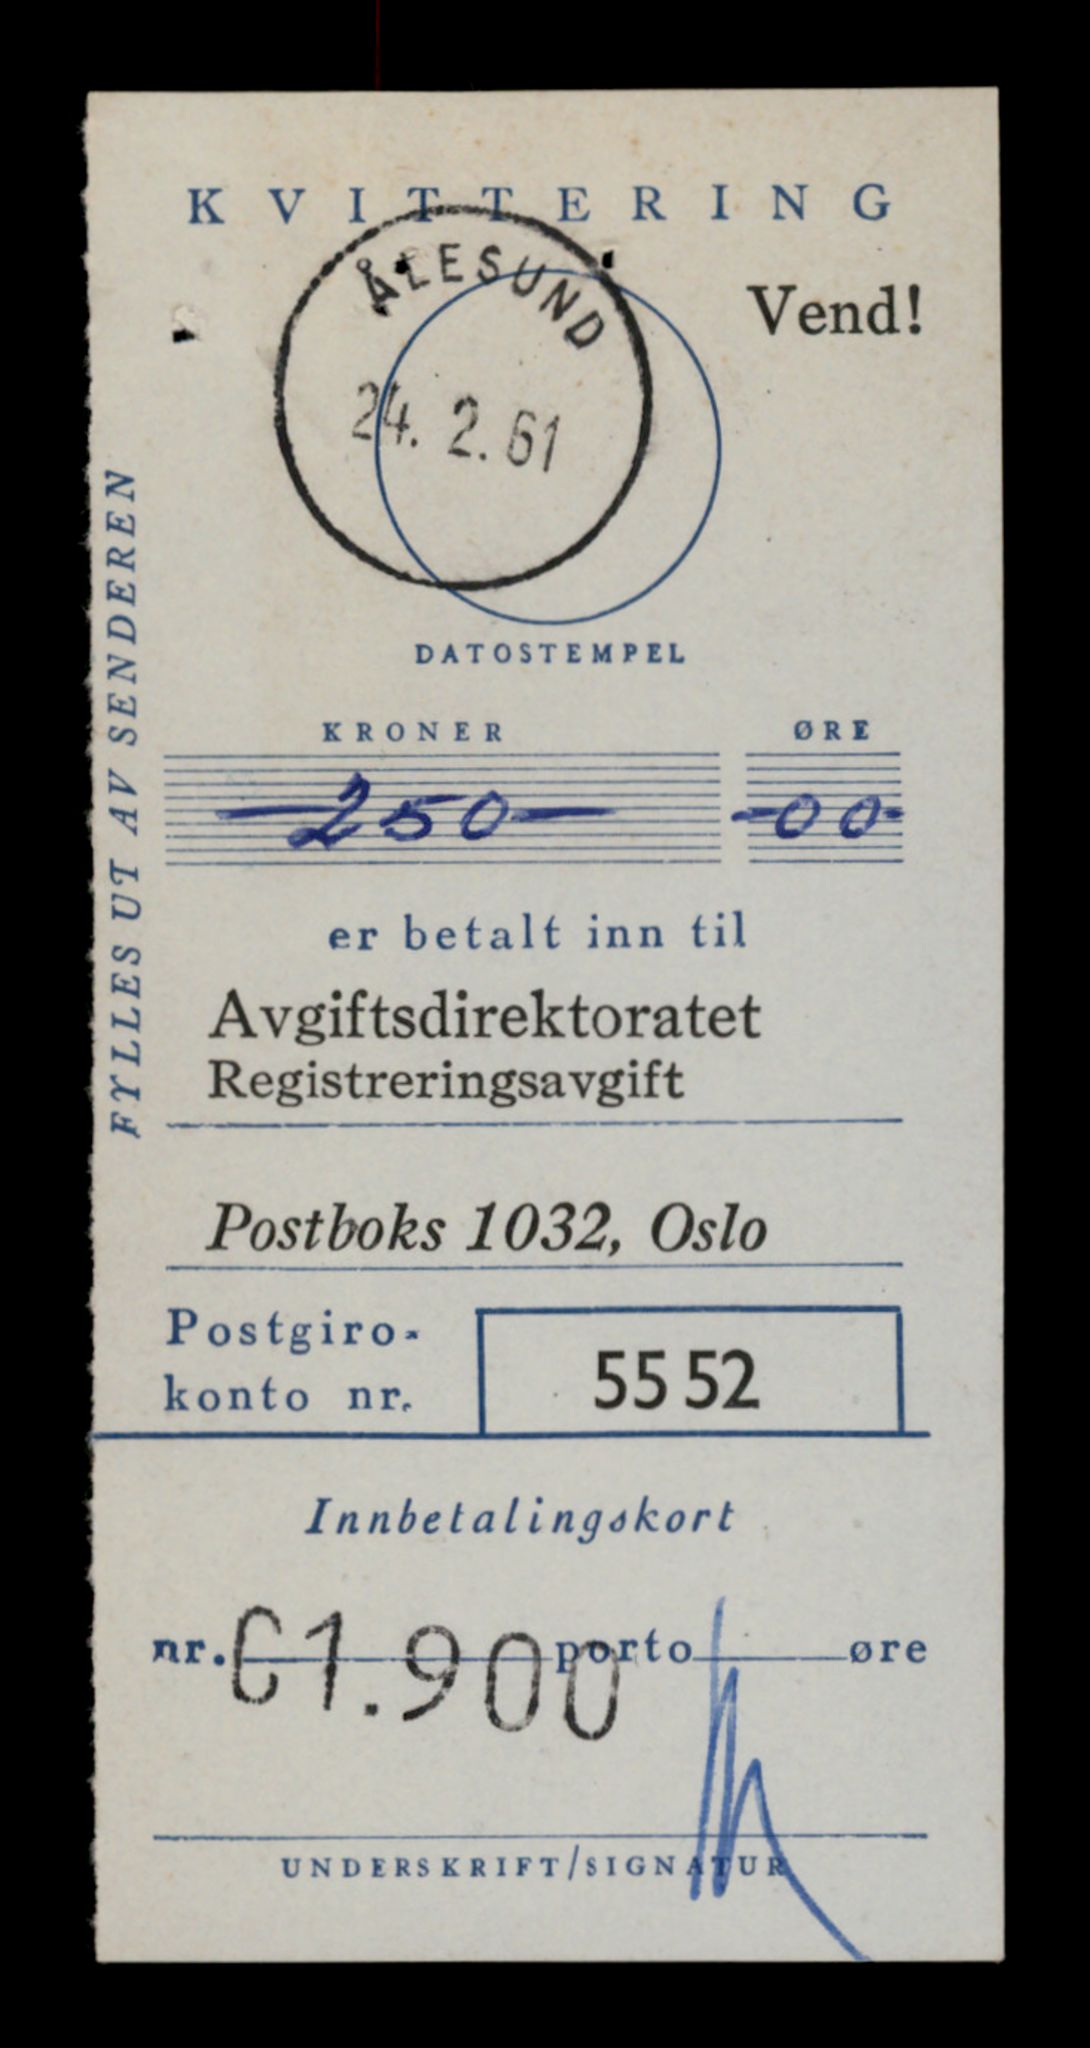 KVITTERING
ÅLESUND
Vend!
24. 2. 61
DATOSTEMPEL
FYLLES UT AV SENDEREN
KRONER ØRE
—250— -00-
er betalt inn til
Avgiftsdirektoratet
Registreringsavgift
Postboks 1032, Oslo
Postgiro-
konto nr. 55 52
Innbetalingskort
nr. 61.900 porto øre
UNDERSKRIFT/SIGNATUR